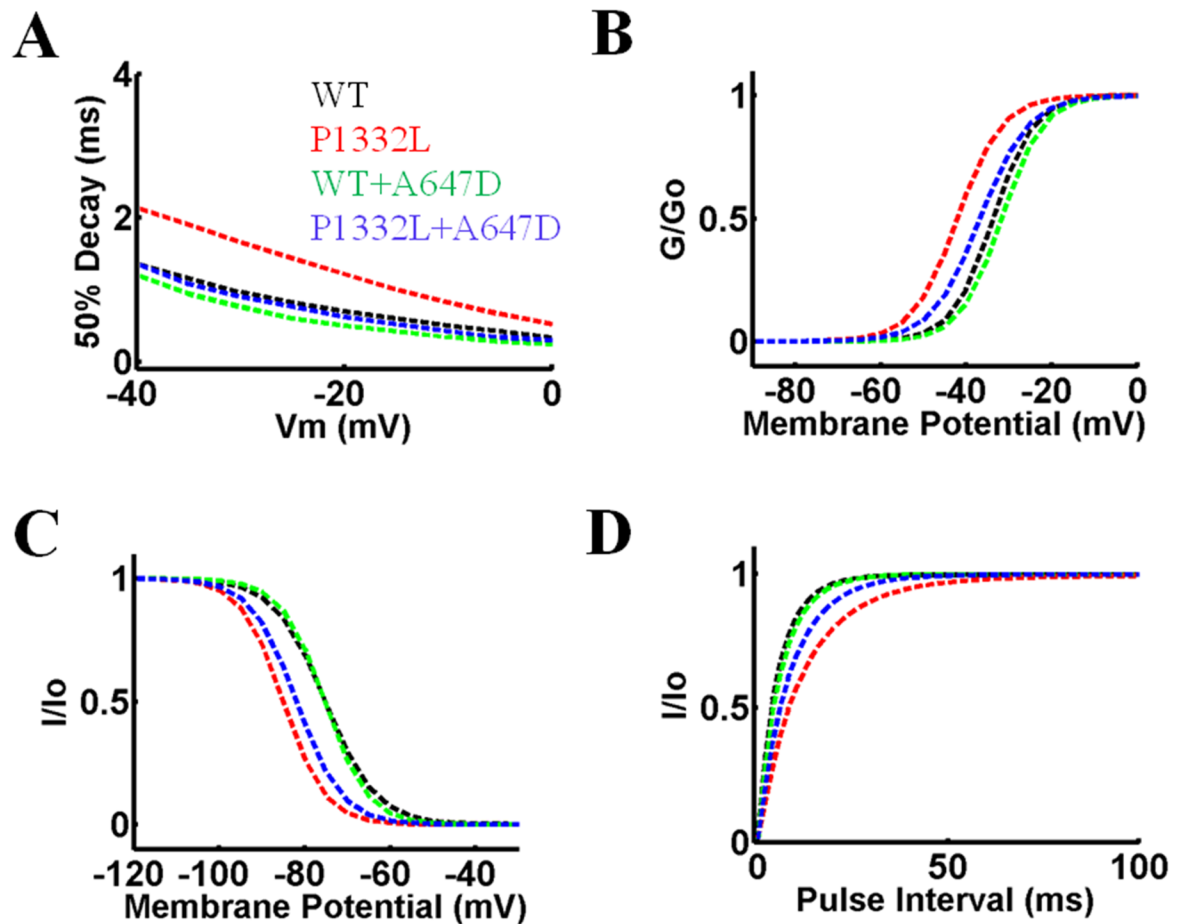 A
50% Decay (ms)
4
2
0
WT
P1332L
WT+A647D
P1332L+A647D
-40 -20 0
Vm (mV)
B
G/Go
1
0.5
0
-80 -60 -40 -20 0
Membrane Potential (mV)
C
I/Io
1
0.5
0
-120 -100 -80 -60 -40
Membrane Potential (mV)
D
I/Io
1
0.5
0
0 50 100
Pulse Interval (ms)